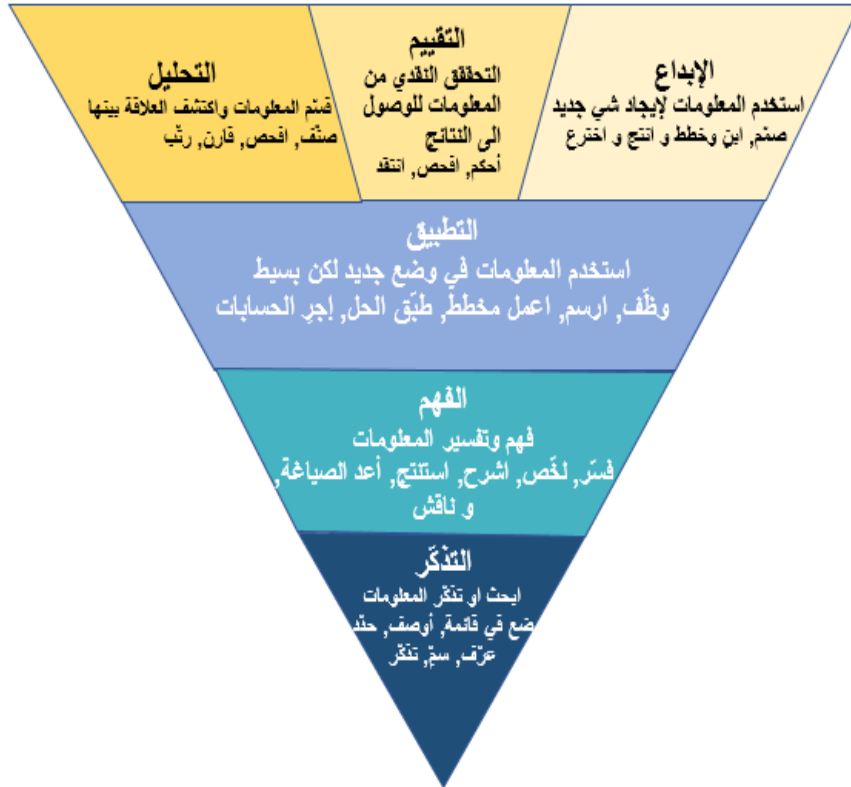 الإبداع
استخدم المعلومات لإيجاد شي جديد
صمّم, ابنِ وخطط و انتج و اخترع
التقييم
التحققق النقدي من
المعلومات للوصول
الى النتائج
أحكم, افحص, انتقد
التحليل
قسّم المعلومات واكتشف العلاقة بينها
صنّف, افحص, قارن, رتّب
التطبيق
استخدم المعلومات في وضع جديد لكن بسيط
وظّف, ارسم, اعمل مخطط, طبّق الحل, إجرِ الحسابات
الفهم
فهم وتفسير المعلومات
فسّر, لخّص, اشرح, استنتج, أعد الصياغة,
و ناقش
التذكّر
ابحث او تذكّر المعلومات
ضع في قائمة, أوصف, حدّد
عرّف, سمّ, تذكّر